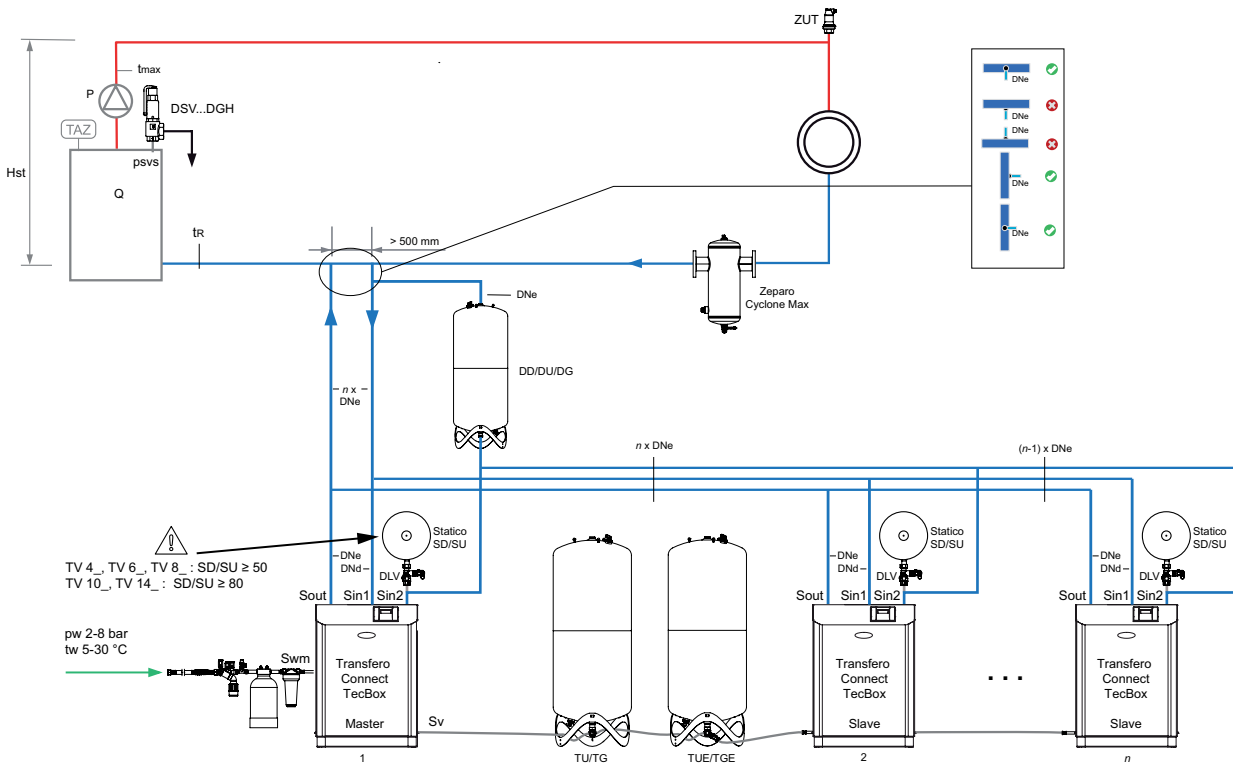 ZUT
tmax
P
DSV...DGH
TAZ
psvs
Hst
Q
DNe
DNe
DNe
DNe
DNe
tR
> 500 mm
DNe
Zeparo
Cyclone Max
DD/DU/DG
n x
DNe
n x DNe
(n-1) x DNe
Statico
SD/SU
Statico
SD/SU
Statico
SD/SU
TV 4_, TV 6_, TV 8_ : SD/SU ≥ 50
TV 10_, TV 14_ : SD/SU ≥ 80
DNe
DNd
DLV
DNe
DNd
DLV
DNe
DNd
DLV
Sout Sin1 Sin2
Sout Sin1 Sin2
Sout Sin1 Sin2
pw 2-8 bar
tw 5-30 °C
Swm
Transfero
Connect
TecBox
Master
Transfero
Connect
TecBox
Slave
...
Transfero
Connect
TecBox
Slave
Sv
1
TU/TG
TUE/TGE
2
n